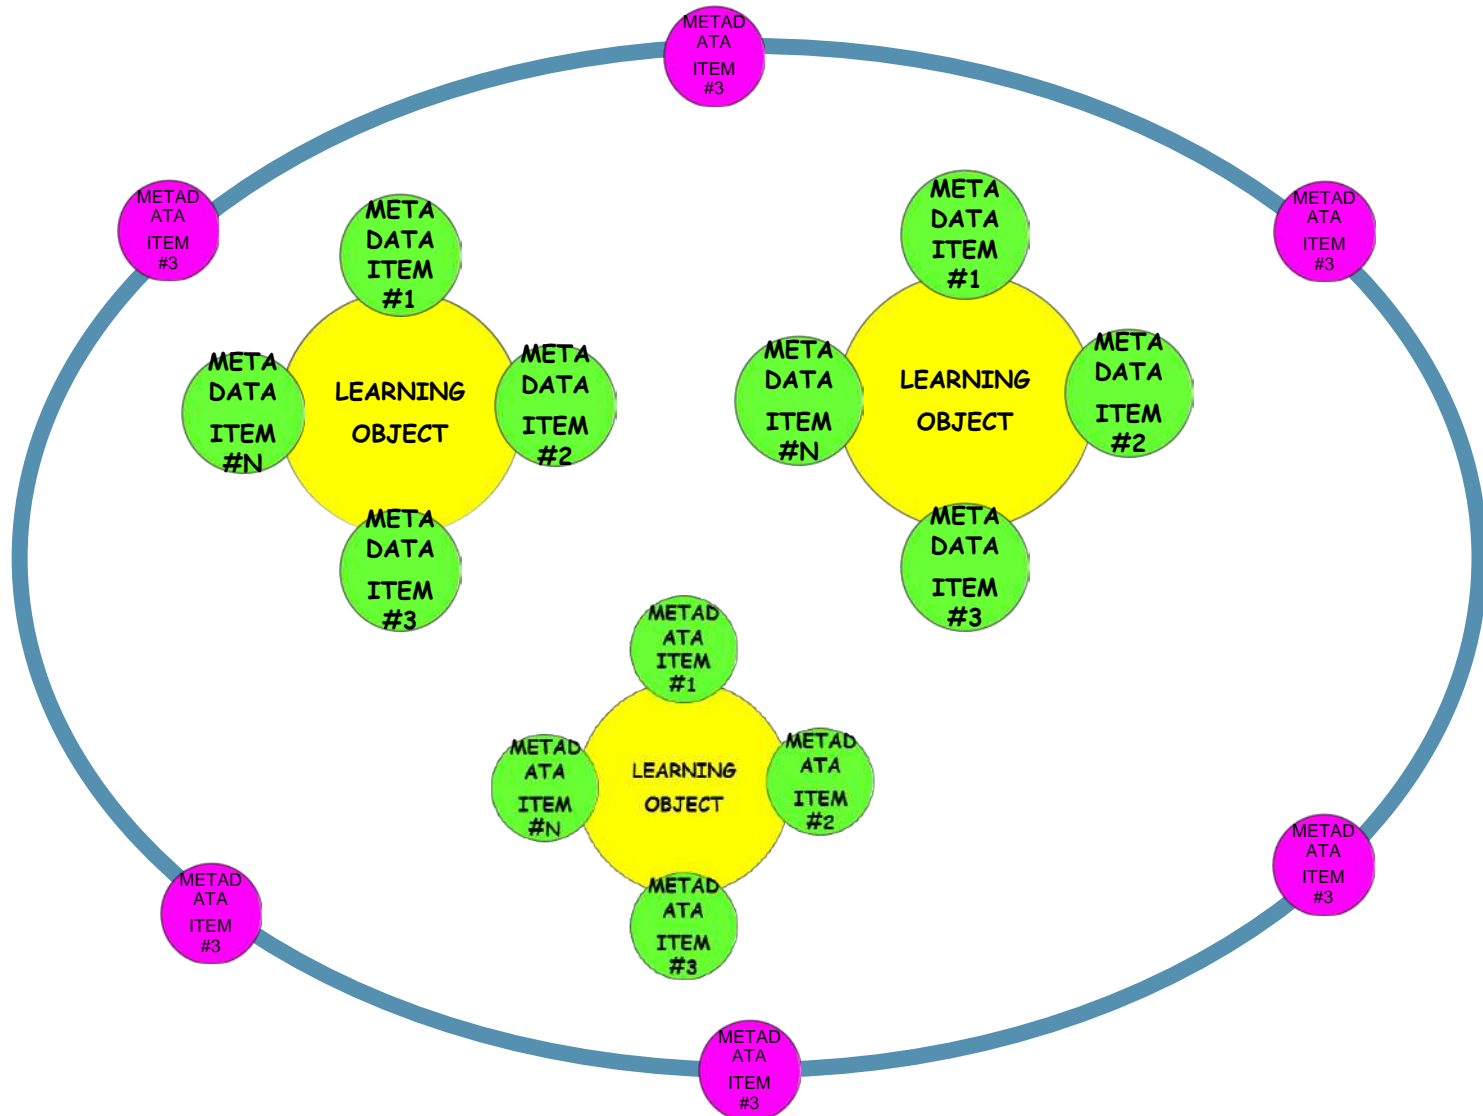 METAD
ATA
ITEM
#3
METAD
ATA
ITEM
#3
METAD
ATA
ITEM
#3
META
DATA
ITEM
#1
META
DATA
ITEM
#N
LEARNING
OBJECT
META
DATA
ITEM
#2
META
DATA
ITEM
#3
META
DATA
ITEM
#1
META
DATA
ITEM
#N
LEARNING
OBJECT
META
DATA
ITEM
#2
META
DATA
ITEM
#3
METAD
ATA
ITEM
#1
METAD
ATA
ITEM
#N
LEARNING
OBJECT
METAD
ATA
ITEM
#2
METAD
ATA
ITEM
#3
METAD
ATA
ITEM
#3
METAD
ATA
ITEM
#3
METAD
ATA
ITEM
#3